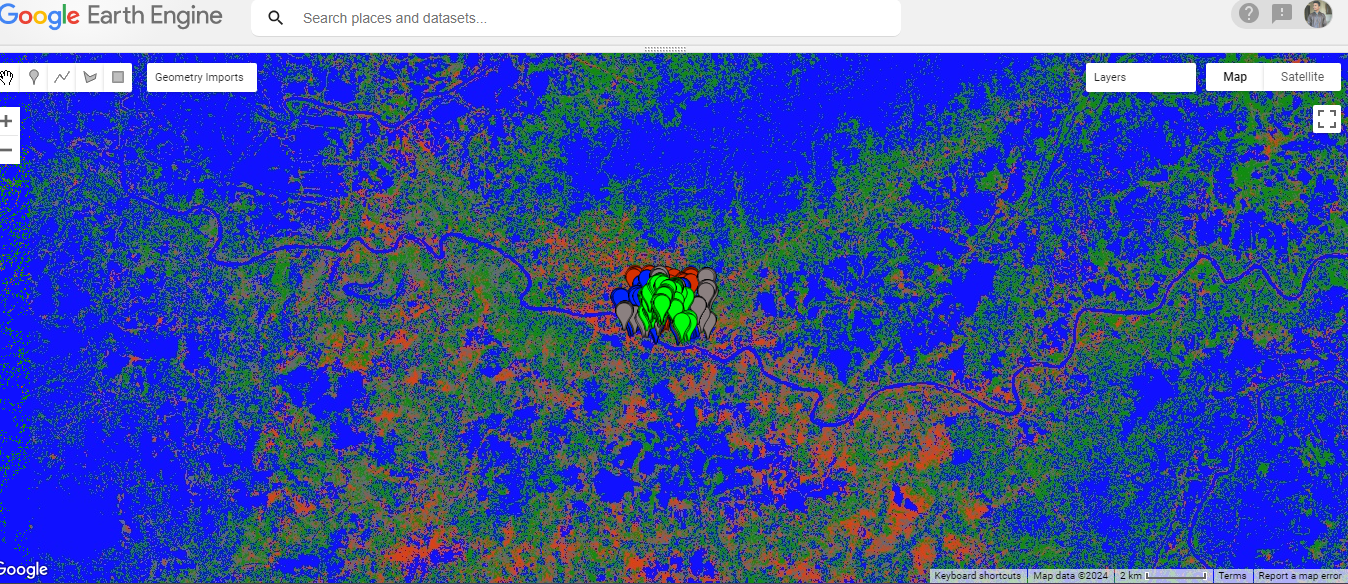 Google Earth Engine
Search places and datasets...
Geometry Imports
Layers
Map
Satellite
Google
Keyboard shortcuts
Map data ©2024
2 km
Terms
Report a map error